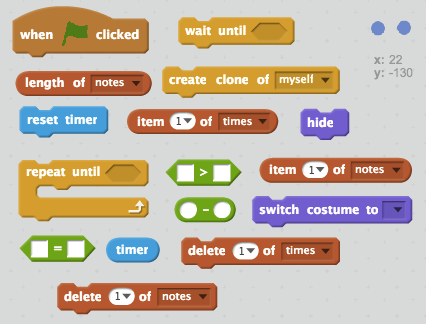 when clicked
wait until
x: 22
y: -130
length of notes
create clone of myself
reset timer
item 1 of times
hide
repeat until
>
item 1 of notes
-
switch costume to
=
timer
delete 1 of times
delete 1 of notes